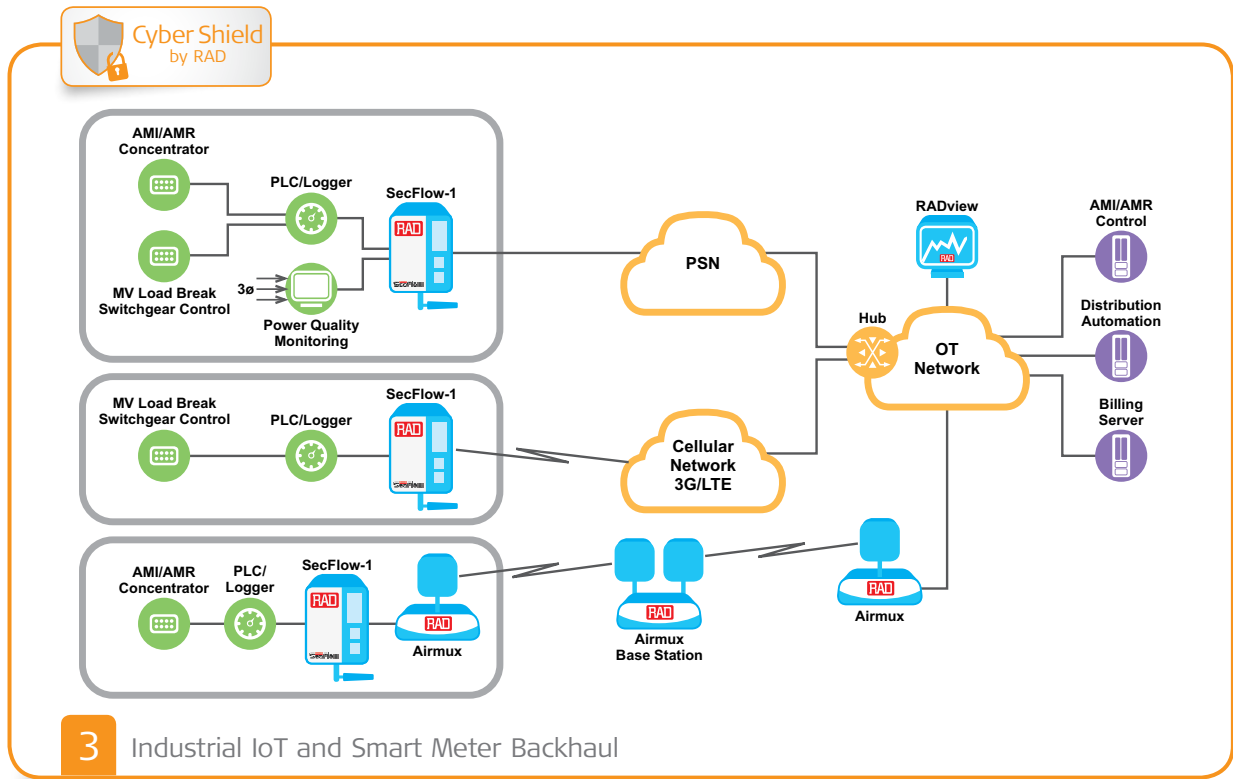 Cyber Shield
by RAD
AMI/AMR
Concentrator
PLC/Logger
SecFlow-1
RAD
MV Load Break
Switchgear Control
3ø
Power Quality
Monitoring
PSN
RADview
RAD
AMI/AMR
Control
Hub
OT
Network
Distribution
Automation
Billing
Server
MV Load Break
Switchgear Control
PLC/Logger
SecFlow-1
RAD
Cellular
Network
3G/LTE
AMI/AMR
Concentrator
PLC/
Logger
SecFlow-1
RAD
RAD
Airmux
RAD
Airmux
Base Station
RAD
Airmux
3 Industrial IoT and Smart Meter Backhaul